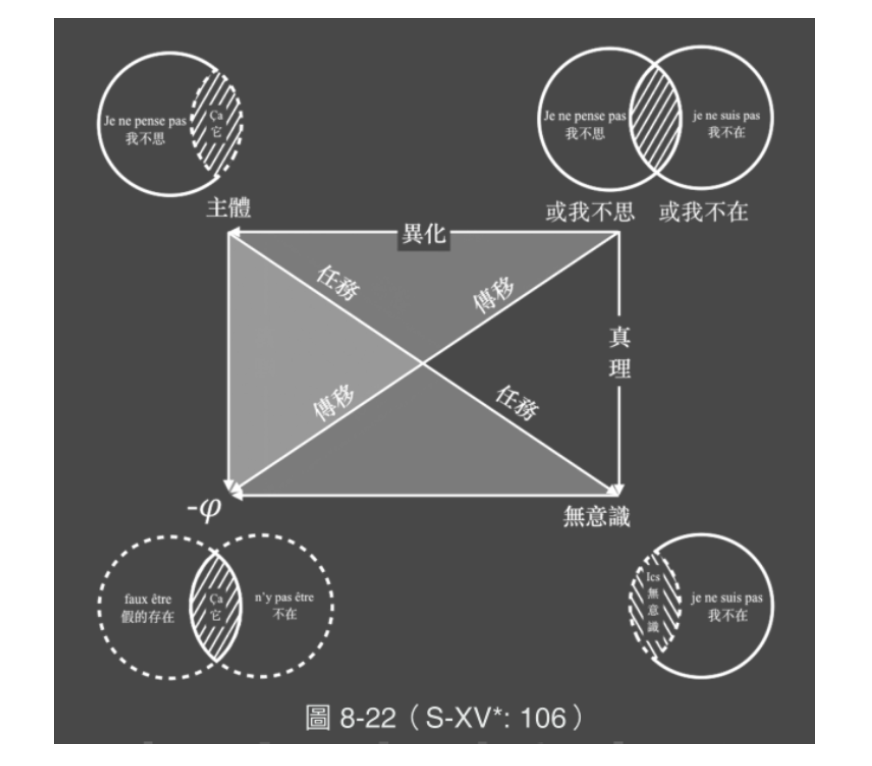 Je ne pense pas
我不思
Ça
它
Je ne pense pas
我不思
je ne suis pas
我不在
主體
或我不思 或我不在
異化
任務
傳移
真
理
傳移
任務
-φ
無意識
faux être
假的存在
Ça
它
n'y pas être
不在
Ics
無
意
識
je ne suis pas
我不在
圖 8-22（S-XV*: 106）